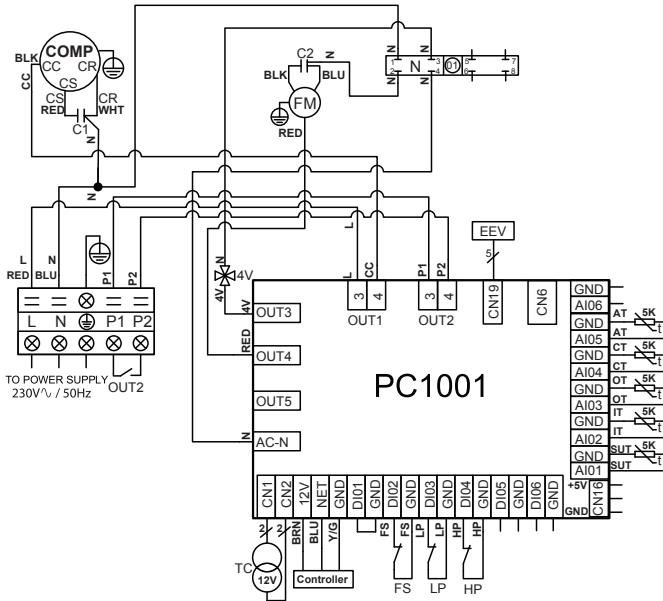 COMP
BLK
CC
CR
CC
CS
CS
RED
CR
WHT
C1
N
N
C2
N
BLK
BLU
FM
RED
N
N
1
2
N
3
4
01
5
6
7
8
N
N
L
N
RED
BLU
P1
P2
L
N
P1
P2
TO POWER SUPPLY
230V∿ / 50Hz
OUT2
N
4V
4V
L
CC
P1
P2
3
4
3
4
OUT1
OUT2
EEV
5
CN19
CN6
4V
OUT3
RED
OUT4
OUT5
N
AC-N
PC1001
GND
AI06
GND
AI05
GND
AI04
GND
AI03
GND
AI02
GND
AI01
AT
5K
t
AT
CT
5K
t
CT
OT
5K
t
OT
IT
5K
t
IT
SUT
5K
t
SUT
+5V
CN16
GND
CN1
CN2
12V
NET
GND
DI01
GND
DI02
GND
DI03
GND
DI04
GND
DI05
GND
DI06
GND
2
2
BRN
BLU
Y/G
FS
FS
LP
LP
HP
HP
TC
12V
Controller
FS
LP
HP